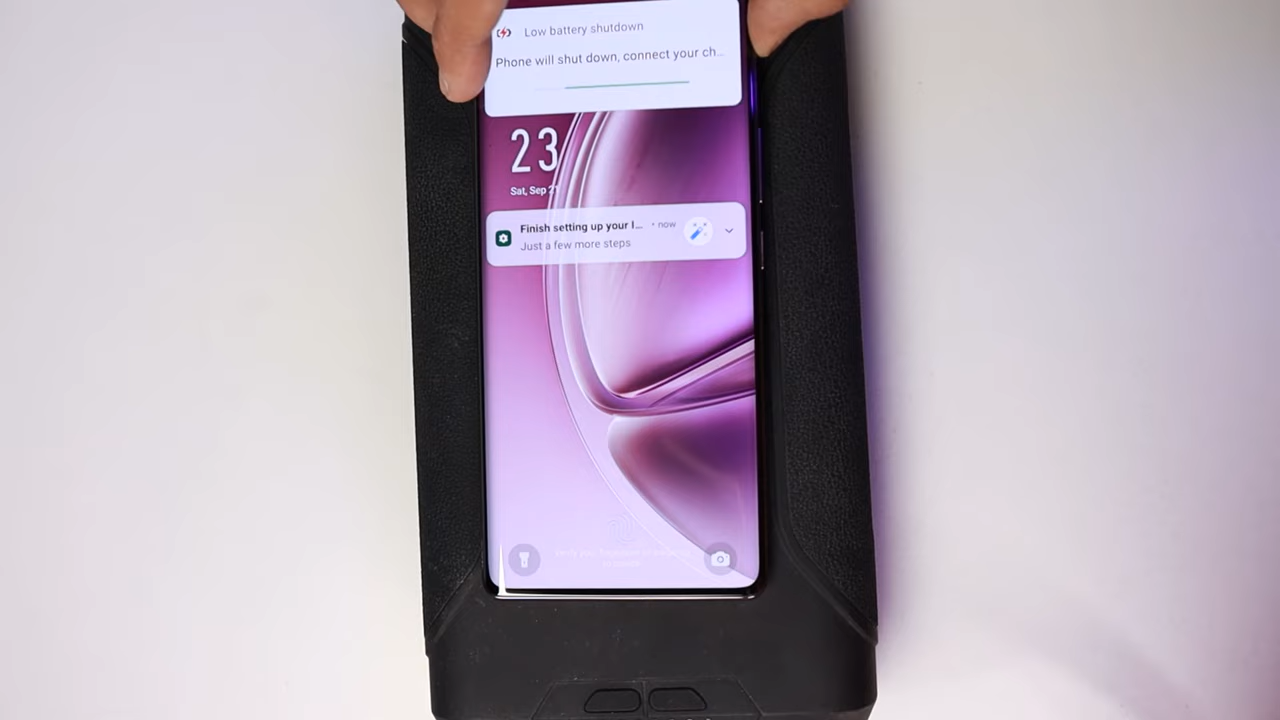 Low battery shutdown
Phone will shut down, connect your ch...
23
Sat, Sep 21
Finish setting up your l... • now
Just a few more steps